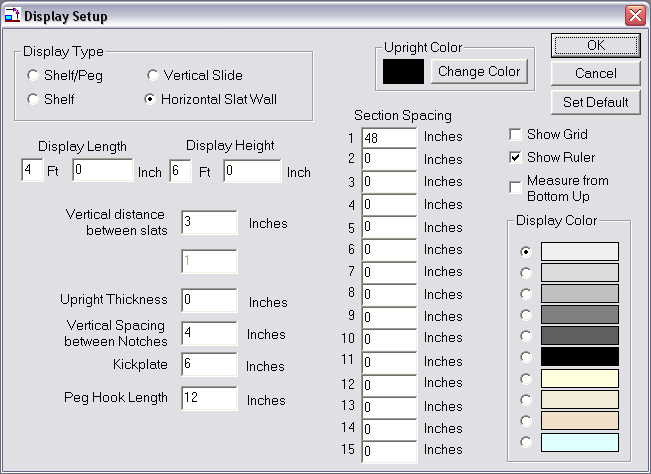 Display Setup
Display Type
Shelf/Peg
Vertical Slide
Shelf
Horizontal Slat Wall
Upright Color
Change Color
OK
Cancel
Set Default
Display Length
Display Height
4 Ft 0 Inch 6 Ft 0 Inch
Vertical distance
between slats
3 Inches
1
Upright Thickness 0 Inches
Vertical Spacing
between Notches
4 Inches
Kickplate 6 Inches
Peg Hook Length 12 Inches
Section Spacing
1 48 Inches
2 0 Inches
3 0 Inches
4 0 Inches
5 0 Inches
6 0 Inches
7 0 Inches
8 0 Inches
9 0 Inches
10 0 Inches
11 0 Inches
12 0 Inches
13 0 Inches
14 0 Inches
15 0 Inches
Show Grid
Show Ruler
Measure from
Bottom Up
Display Color